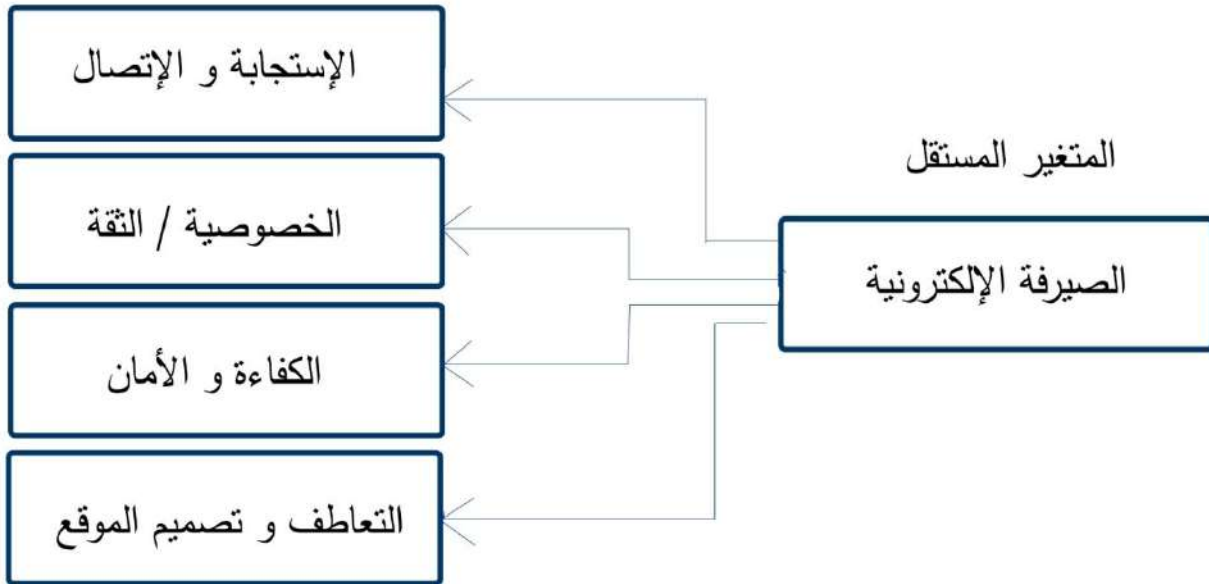 المتغير المستقل
الصيرفة الإلكترونية
الإستجابة و الإتصال
الخصوصية / الثقة
الكفاءة و الأمان
التعاطف و تصميم الموقع